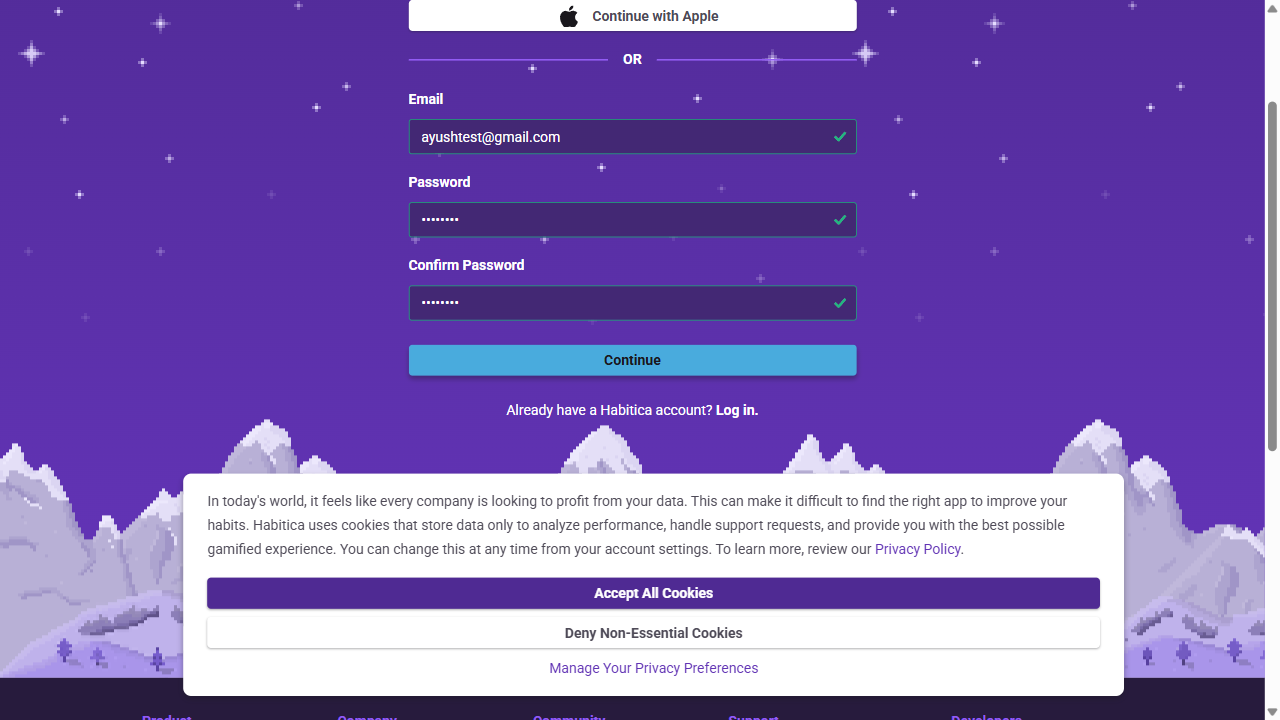 Continue with Apple
OR
Email
ayushtest@gmail.com
Password
••••••••
Confirm Password
••••••••
Continue
Already have a Habitica account? Log in.
In today's world, it feels like every company is looking to profit from your data. This can make it difficult to find the right app to improve your
habits. Habitica uses cookies that store data only to analyze performance, handle support requests, and provide you with the best possible
gamified experience. You can change this at any time from your account settings. To learn more, review our Privacy Policy.
Accept All Cookies
Deny Non-Essential Cookies
Manage Your Privacy Preferences
Product Company Community Support Developers